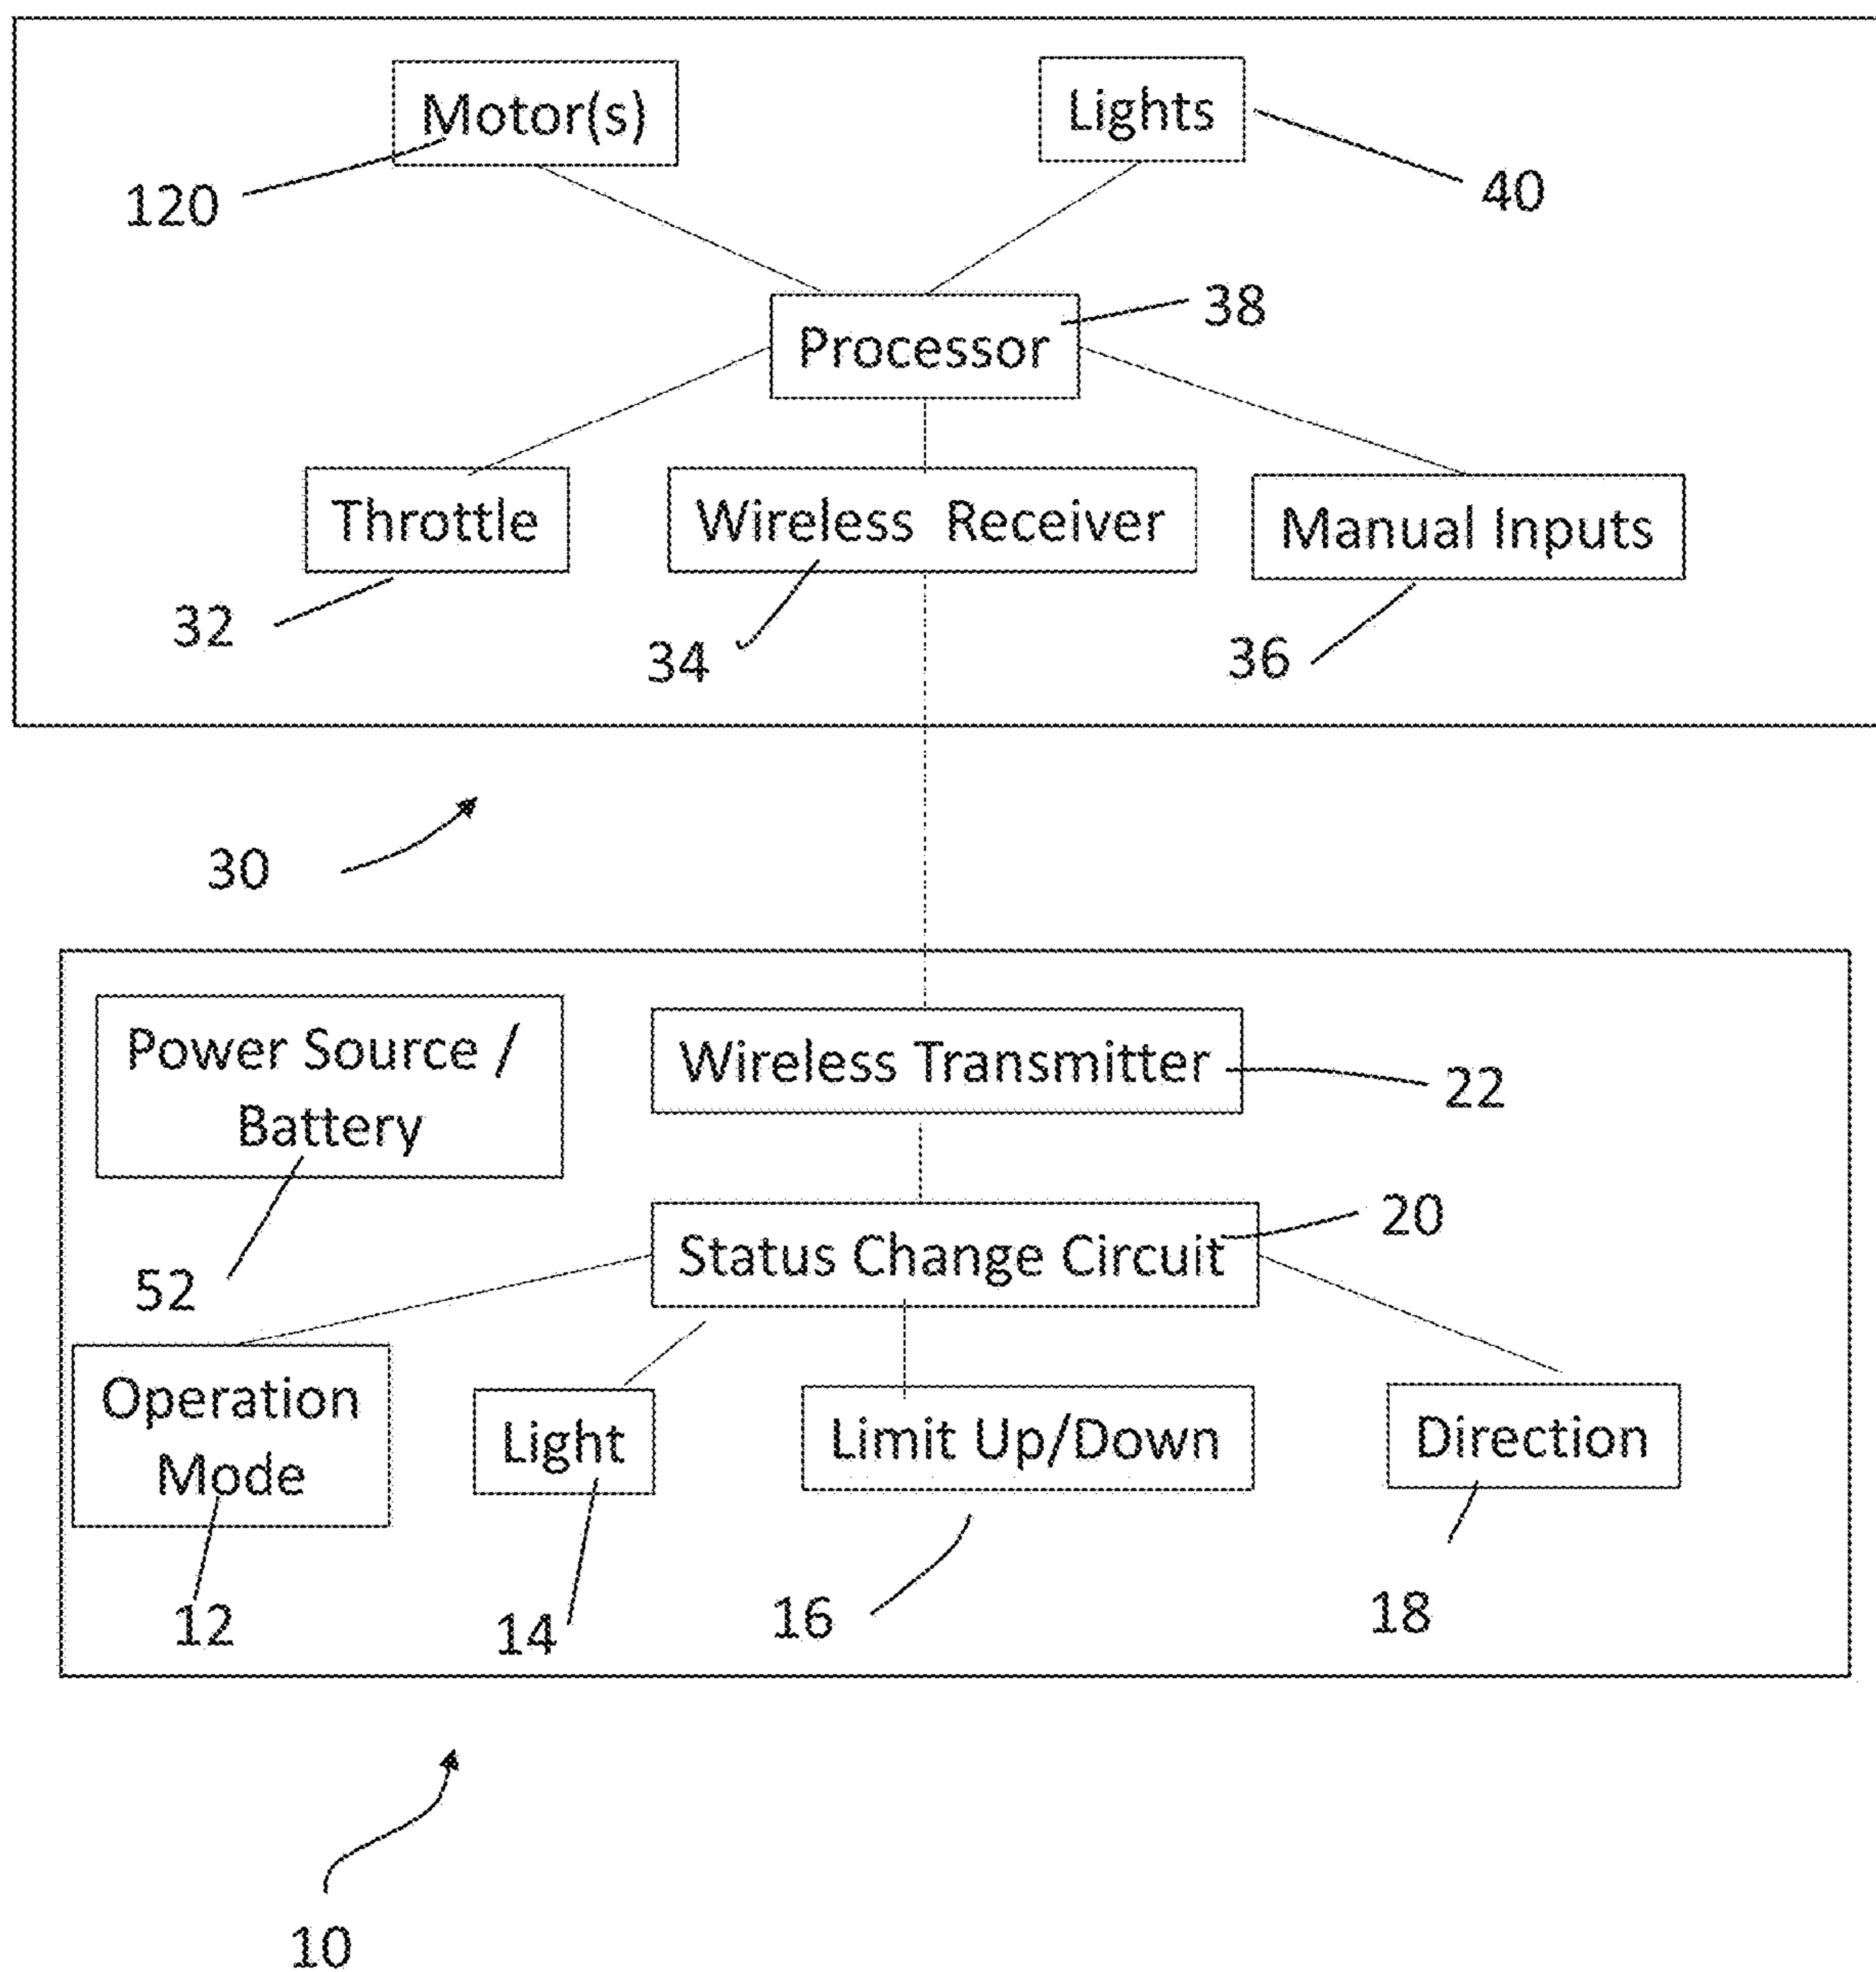 Motor(s)
Lights
120
40
38
Processor
Throttle
Wireless Receiver
Manual Inputs
32
34
36
30
Power Source /
Battery
Wireless Transmitter
22
20
Status Change Circuit
52
Operation
Mode
Light
Limit Up/Down
Direction
12
14
16
18
10